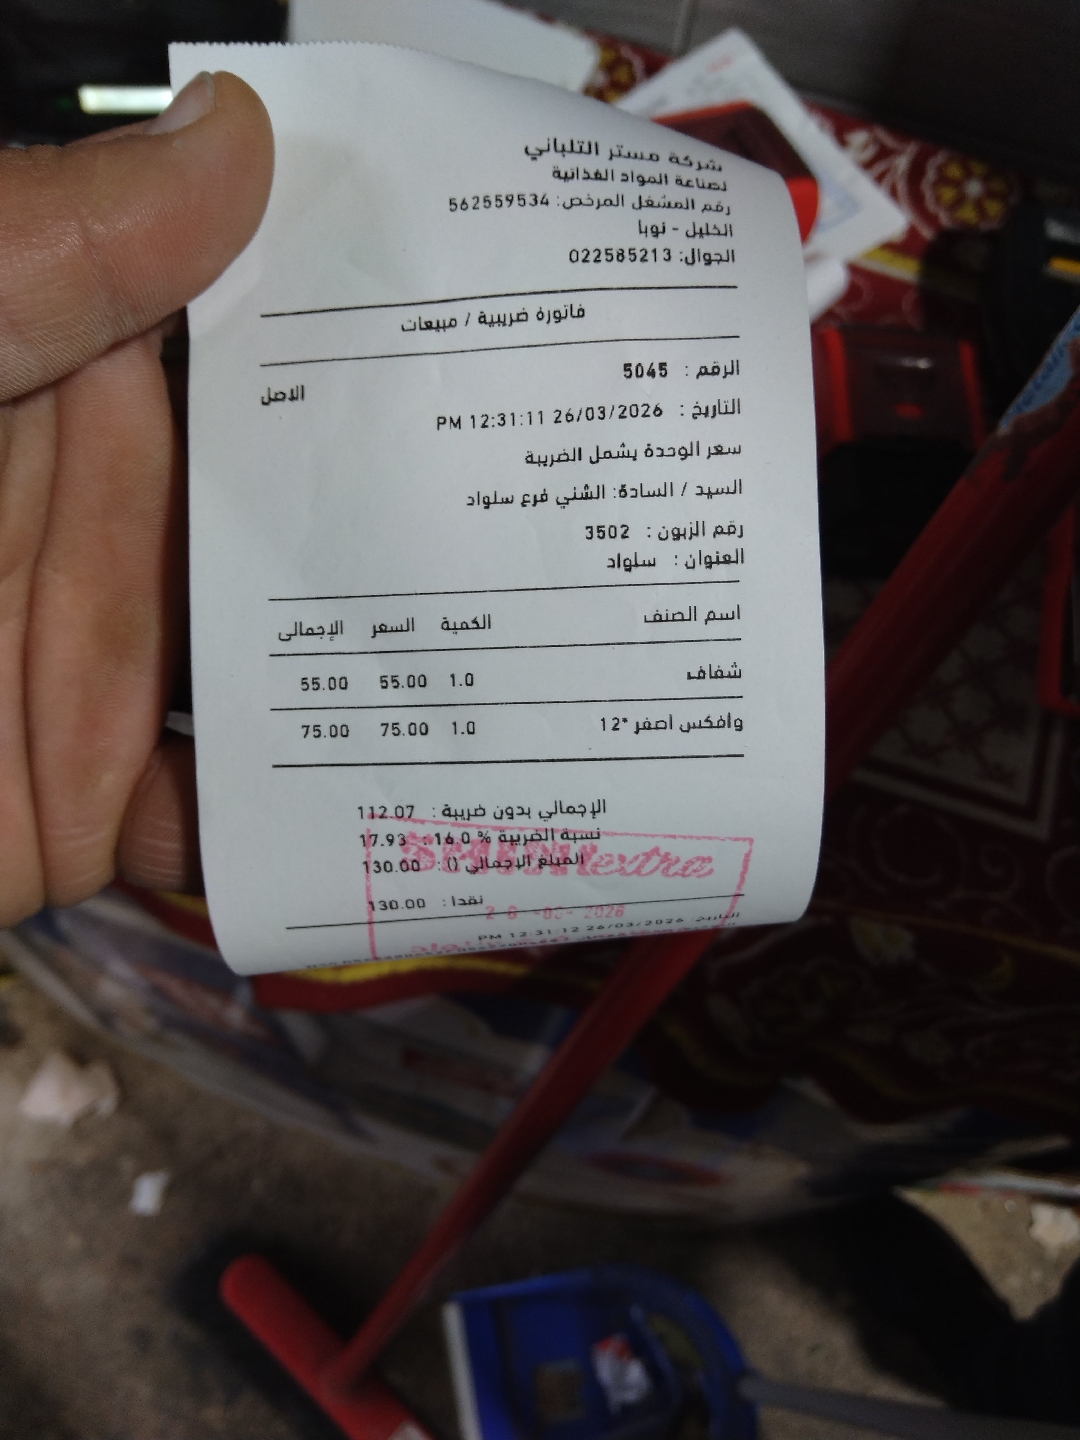 شركة مستر التلباني
لصناعة المواد الغذائية
رقم المشغل المرخص: 562559534
الخليل - نوبا
الجوال: 022585213
فاتورة ضريبية / مبيعات
الرقم : 5045
الاصل
التاريخ : 26/03/2026 12:31:11 PM
سعر الوحدة يشمل الضريبة
السيد / السادة: الشني فرع سلواد
رقم الزبون : 3502
العنوان : سلواد
اسم الصنف الكمية السعر الإجمالي
شفاف 1.0 55.00 55.00
وافكس اصفر *12 1.0 75.00 75.00
الإجمالي بدون ضريبة : 112.07
نسبة الضريبة % 16.0 : 17.93
المبلغ الإجمالي () : 130.00
extra
نقدا : 130.00
2026
التاريخ: 26/03/2026 12:31:12 PM